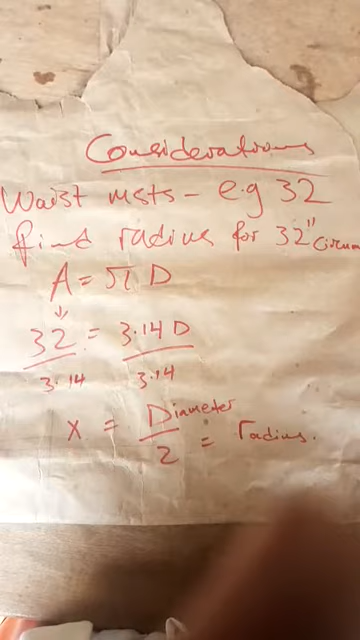 Considerations
Waist msts - e.g 32
find radius for 32" Circum
A = π D
32 = 3.14 D
3.14 3.14
x = Diameter = radius.
2